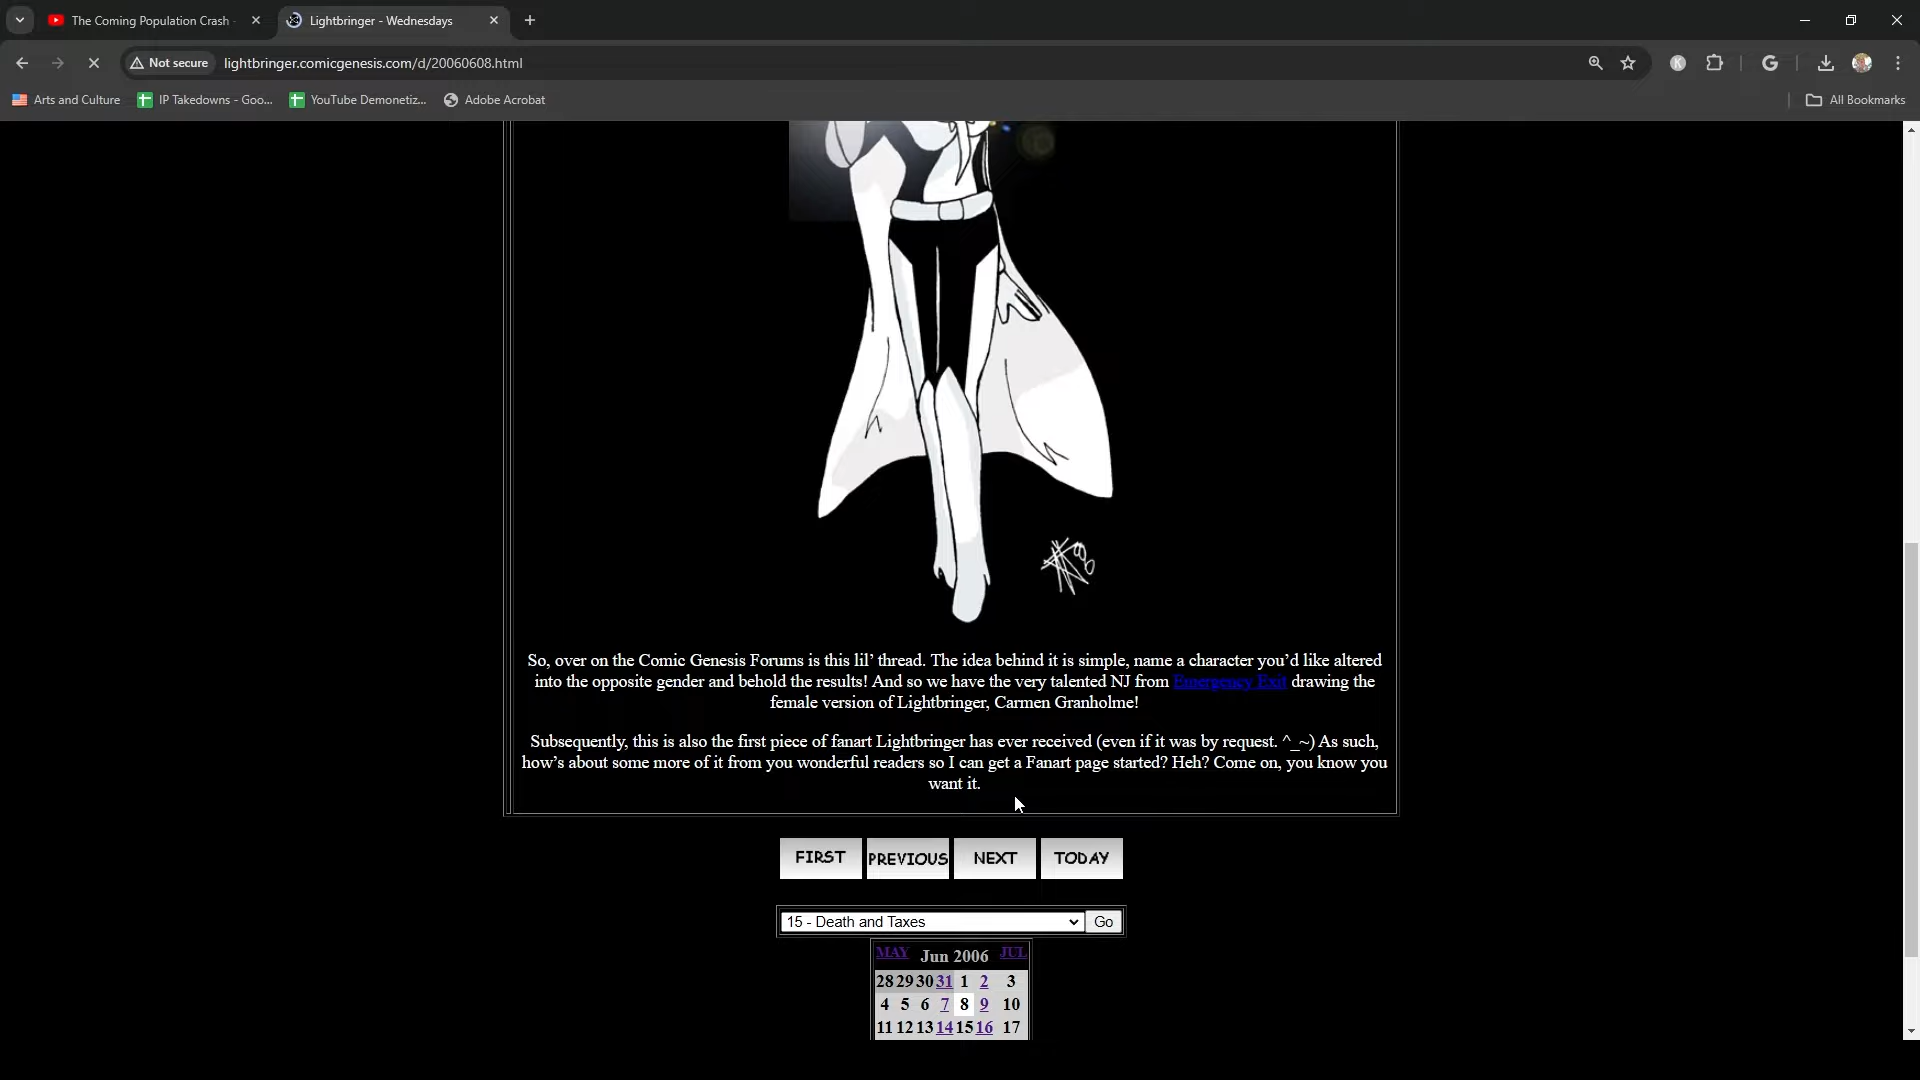 The Coming Population Crash
Lightbringer - Wednesdays
Not secure
lightbringer.comicgenesis.com/d/20060608.html
K
G
Arts and Culture
IP Takedowns - Goo...
YouTube Demonetiz...
Adobe Acrobat
All Bookmarks
So, over on the Comic Genesis Forums is this lil’ thread. The idea behind it is simple, name a character you’d like altered
into the opposite gender and behold the results! And so we have the very talented NJ from Emergency Exit drawing the
female version of Lightbringer, Carmen Granholme!
Subsequently, this is also the first piece of fanart Lightbringer has ever received (even if it was by request. ^_~) As such,
how’s about some more of it from you wonderful readers so I can get a Fanart page started? Heh? Come on, you know you
want it.
FIRST PREVIOUS NEXT TODAY
15 - Death and Taxes Go
MAY Jun 2006 JUL
28 29 30 31 1 2 3
4 5 6 7 8 9 10
11 12 13 14 15 16 17